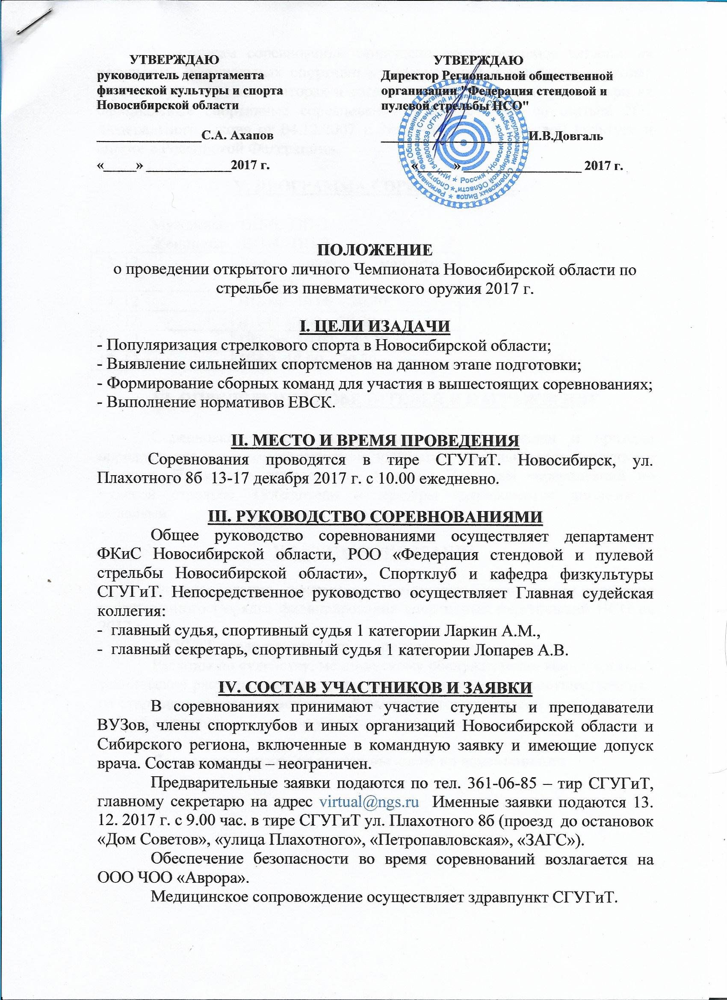 УТВЕРЖДАЮ
руководитель департамента
физической культуры и спорта
Новосибирской области
________________С.А. Ахапов
«_____» _____________2017 г.
УТВЕРЖДАЮ
Директор Региональной общественной
организации "Федерация стендовой и
пулевой стрельбы НСО"
______________________И.В.Довгаль
«_____ »__________________ 2017 г.
ПОЛОЖЕНИЕ
о проведении открытого личного Чемпионата Новосибирской области по
стрельбе из пневматического оружия 2017 г.
I. ЦЕЛИ ИЗАДАЧИ
- Популяризация стрелкового спорта в Новосибирской области;
- Выявление сильнейших спортсменов на данном этапе подготовки;
- Формирование сборных команд для участия в вышестоящих соревнованиях;
- Выполнение нормативов ЕВСК.
II. МЕСТО И ВРЕМЯ ПРОВЕДЕНИЯ
Соревнования проводятся в тире СГУГиТ. Новосибирск, ул.
Плахотного 8б 13-17 декабря 2017 г. с 10.00 ежедневно.
III. РУКОВОДСТВО СОРЕВНОВАНИЯМИ
Общее руководство соревнованиями осуществляет департамент
ФКиС Новосибирской области, РОО «Федерация стендовой и пулевой
стрельбы Новосибирской области», Спортклуб и кафедра физкультуры
СГУГиТ. Непосредственное руководство осуществляет Главная судейская
коллегия:
- главный судья, спортивный судья 1 категории Ларкин А.М.,
- главный секретарь, спортивный судья 1 категории Лопарев А.В.
IV. СОСТАВ УЧАСТНИКОВ И ЗАЯВКИ
В соревнованиях принимают участие студенты и преподаватели
ВУЗов, члены спортклубов и иных организаций Новосибирской области и
Сибирского региона, включенные в командную заявку и имеющие допуск
врача. Состав команды – неограничен.
Предварительные заявки подаются по тел. 361-06-85 – тир СГУГиТ,
главному секретарю на адрес virtual@ngs.ru Именные заявки подаются 13.
12. 2017 г. с 9.00 час. в тире СГУГиТ ул. Плахотного 8б (проезд до остановок
«Дом Советов», «улица Плахотного», «Петропавловская», «ЗАГС»).
Обеспечение безопасности во время соревнований возлагается на
ООО ЧОО «Аврора».
Медицинское сопровождение осуществляет здравпункт СГУГиТ.